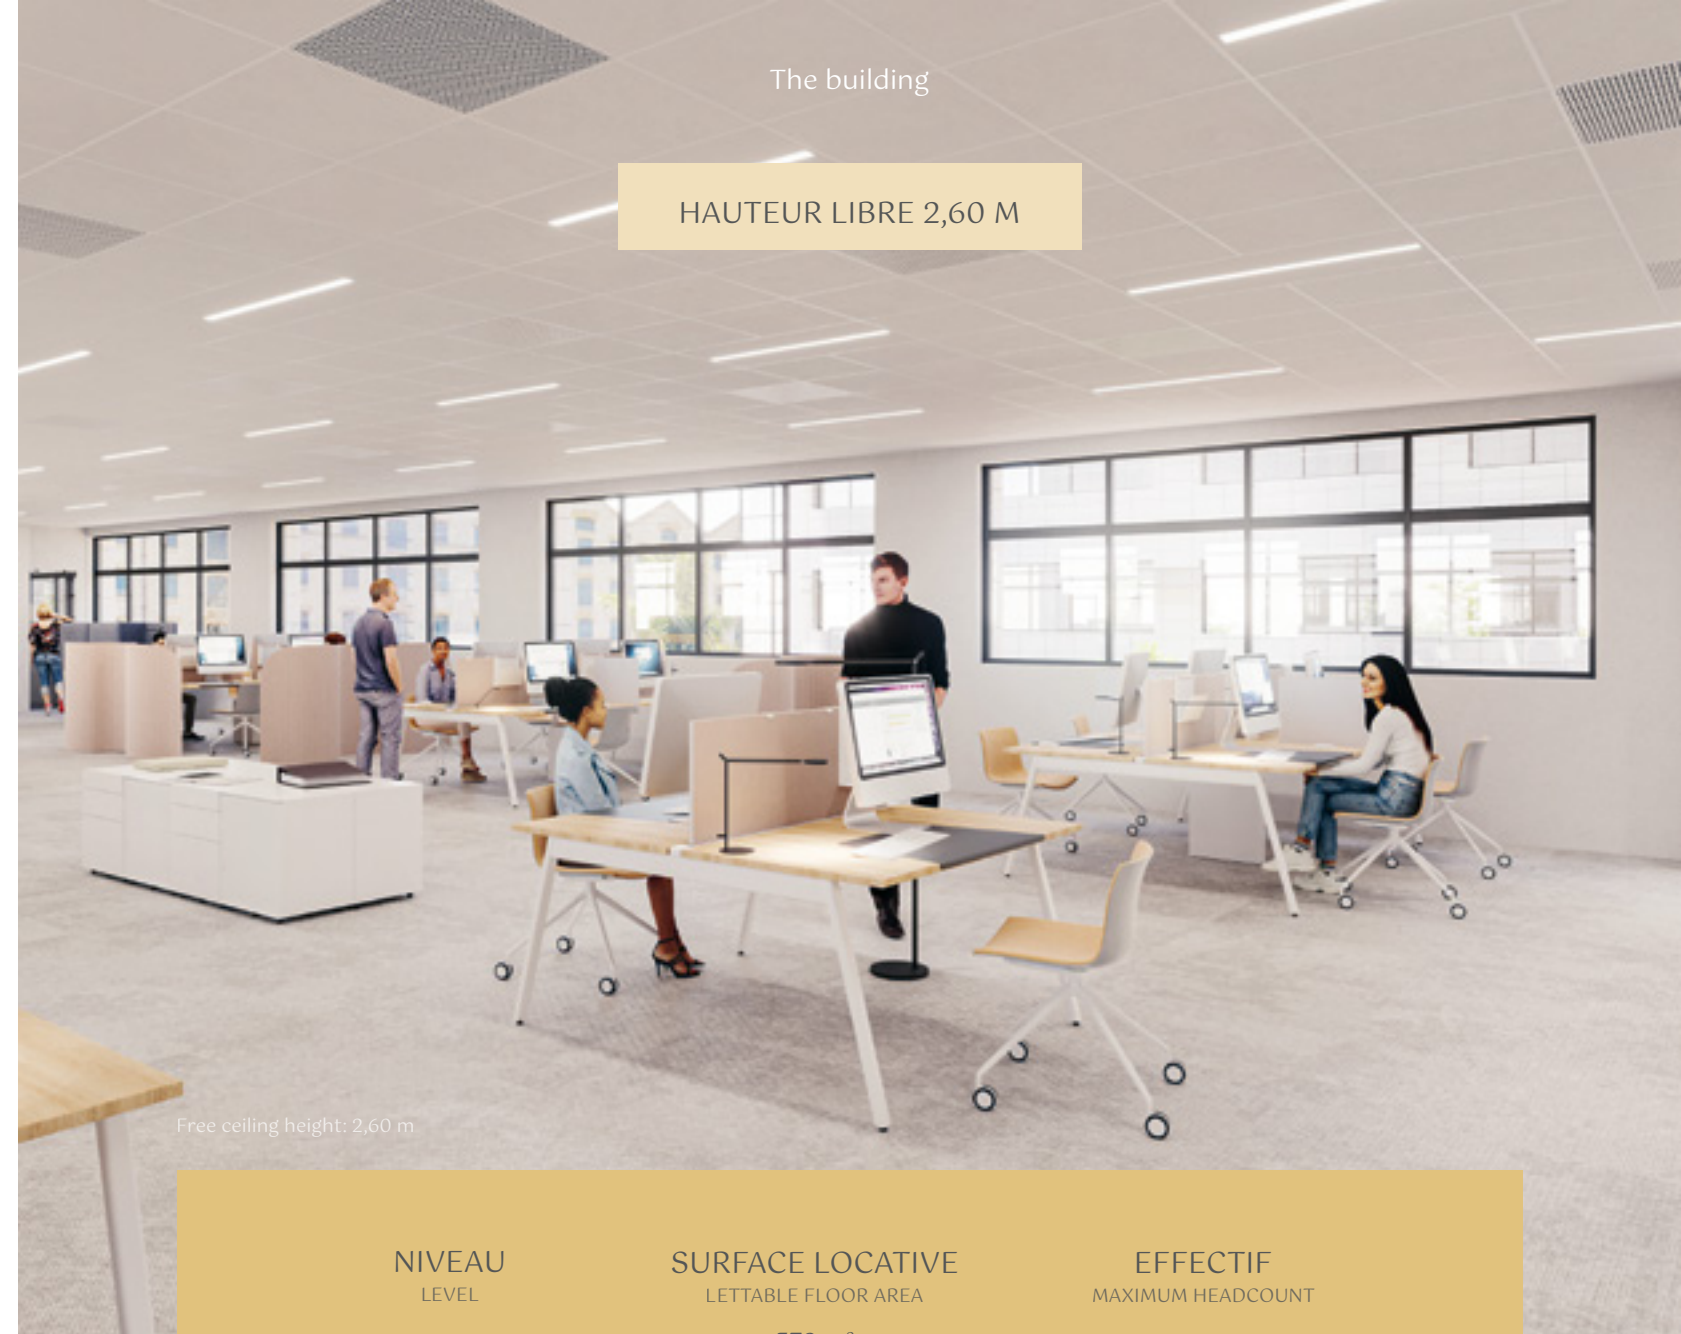 The building
HAUTEUR LIBRE 2,60 M
Free ceiling height: 2,60 m
NIVEAU
LEVEL
SURFACE LOCATIVE
LETTABLE FLOOR AREA
EFFECTIF
MAXIMUM HEADCOUNT